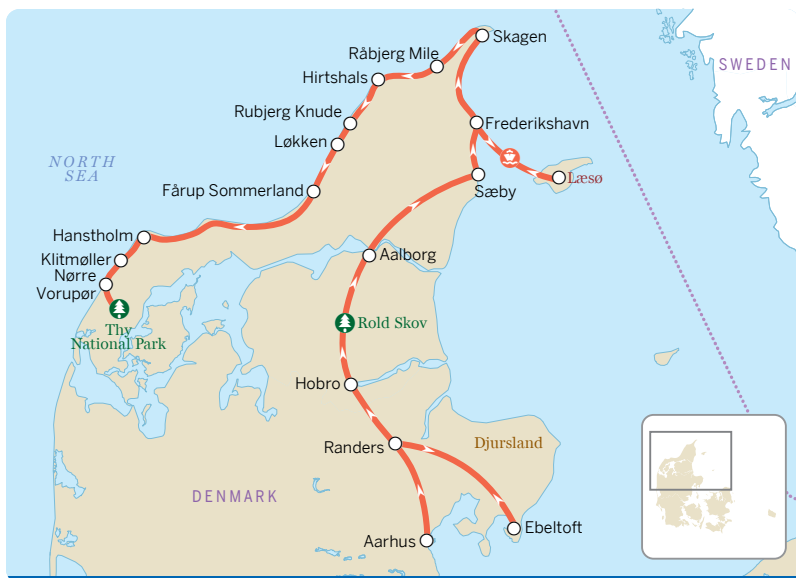 Skagen
Råbjerg Mile
SWEDEN
Hirtshals
Rubjerg Knude
Frederikshavn
Løkken
NORTH
SEA
Læsø
Sæby
Fårup Sommerland
Hanstholm
Klitmøller
Aalborg
Nørre
Vorupør
Thy
National Park
Rold Skov
Hobro
Randers
Djursland
DENMARK
Ebeltoft
Aarhus